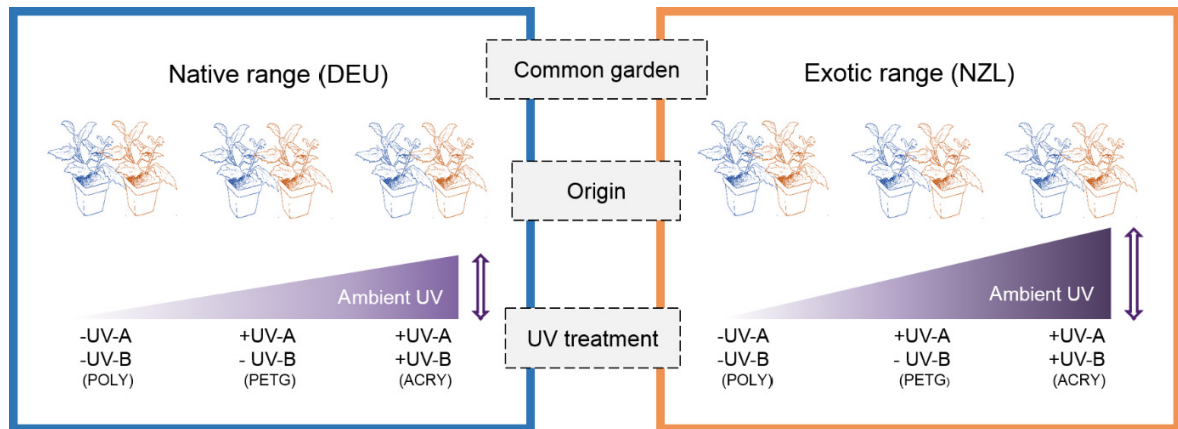 Native range (DEU)
Common garden
Exotic range (NZL)
Origin
Ambient UV
Ambient UV
UV treatment
-UV-A
-UV-B
(POLY)
+UV-A
- UV-B
(PETG)
+UV-A
+UV-B
(ACRY)
-UV-A
-UV-B
(POLY)
+UV-A
- UV-B
(PETG)
+UV-A
+UV-B
(ACRY)